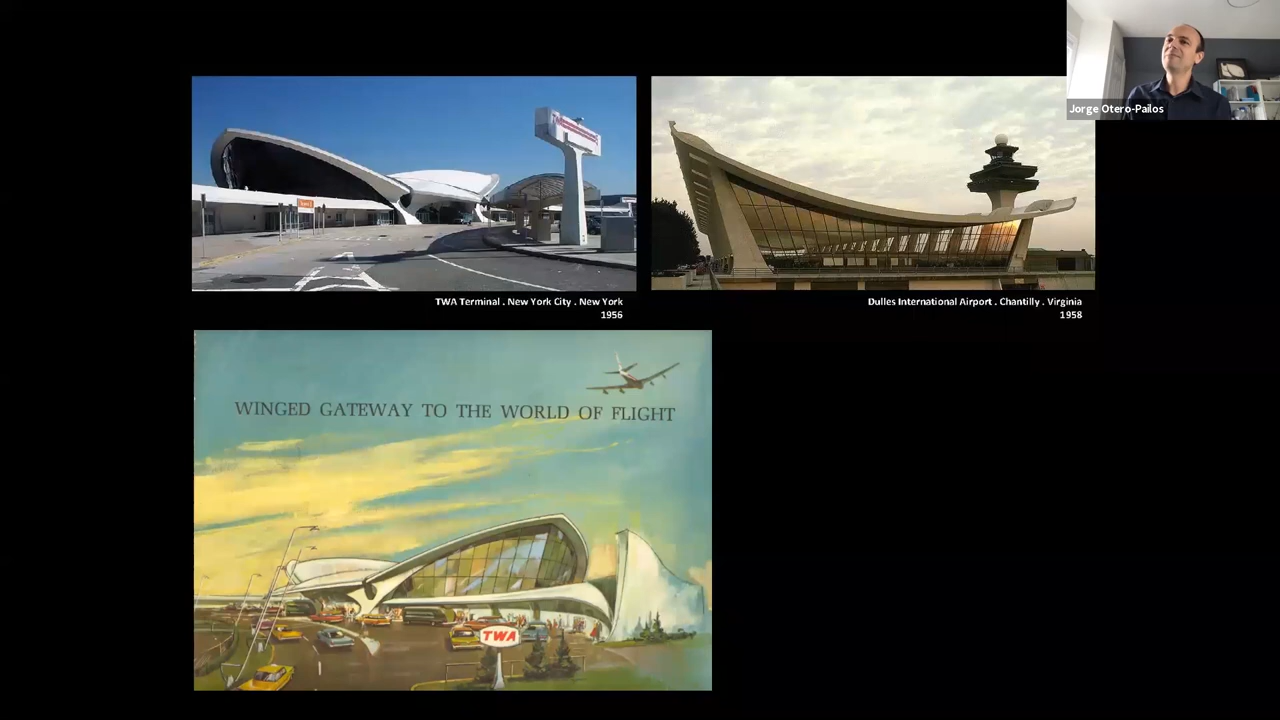 Jorge Otero-Pailos
TWA Terminal . New York City . New York
1956
Dulles International Airport . Chantilly . Virginia
1958
WINGED GATEWAY TO THE WORLD OF FLIGHT
TWA